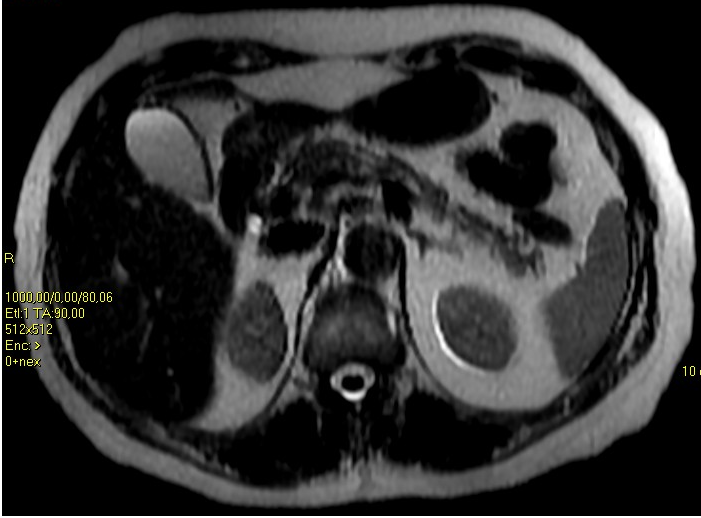 R
1000.00/0.00/80.06
Etl:1 TA:90.00
512x512
Enc: >
0+nex
10